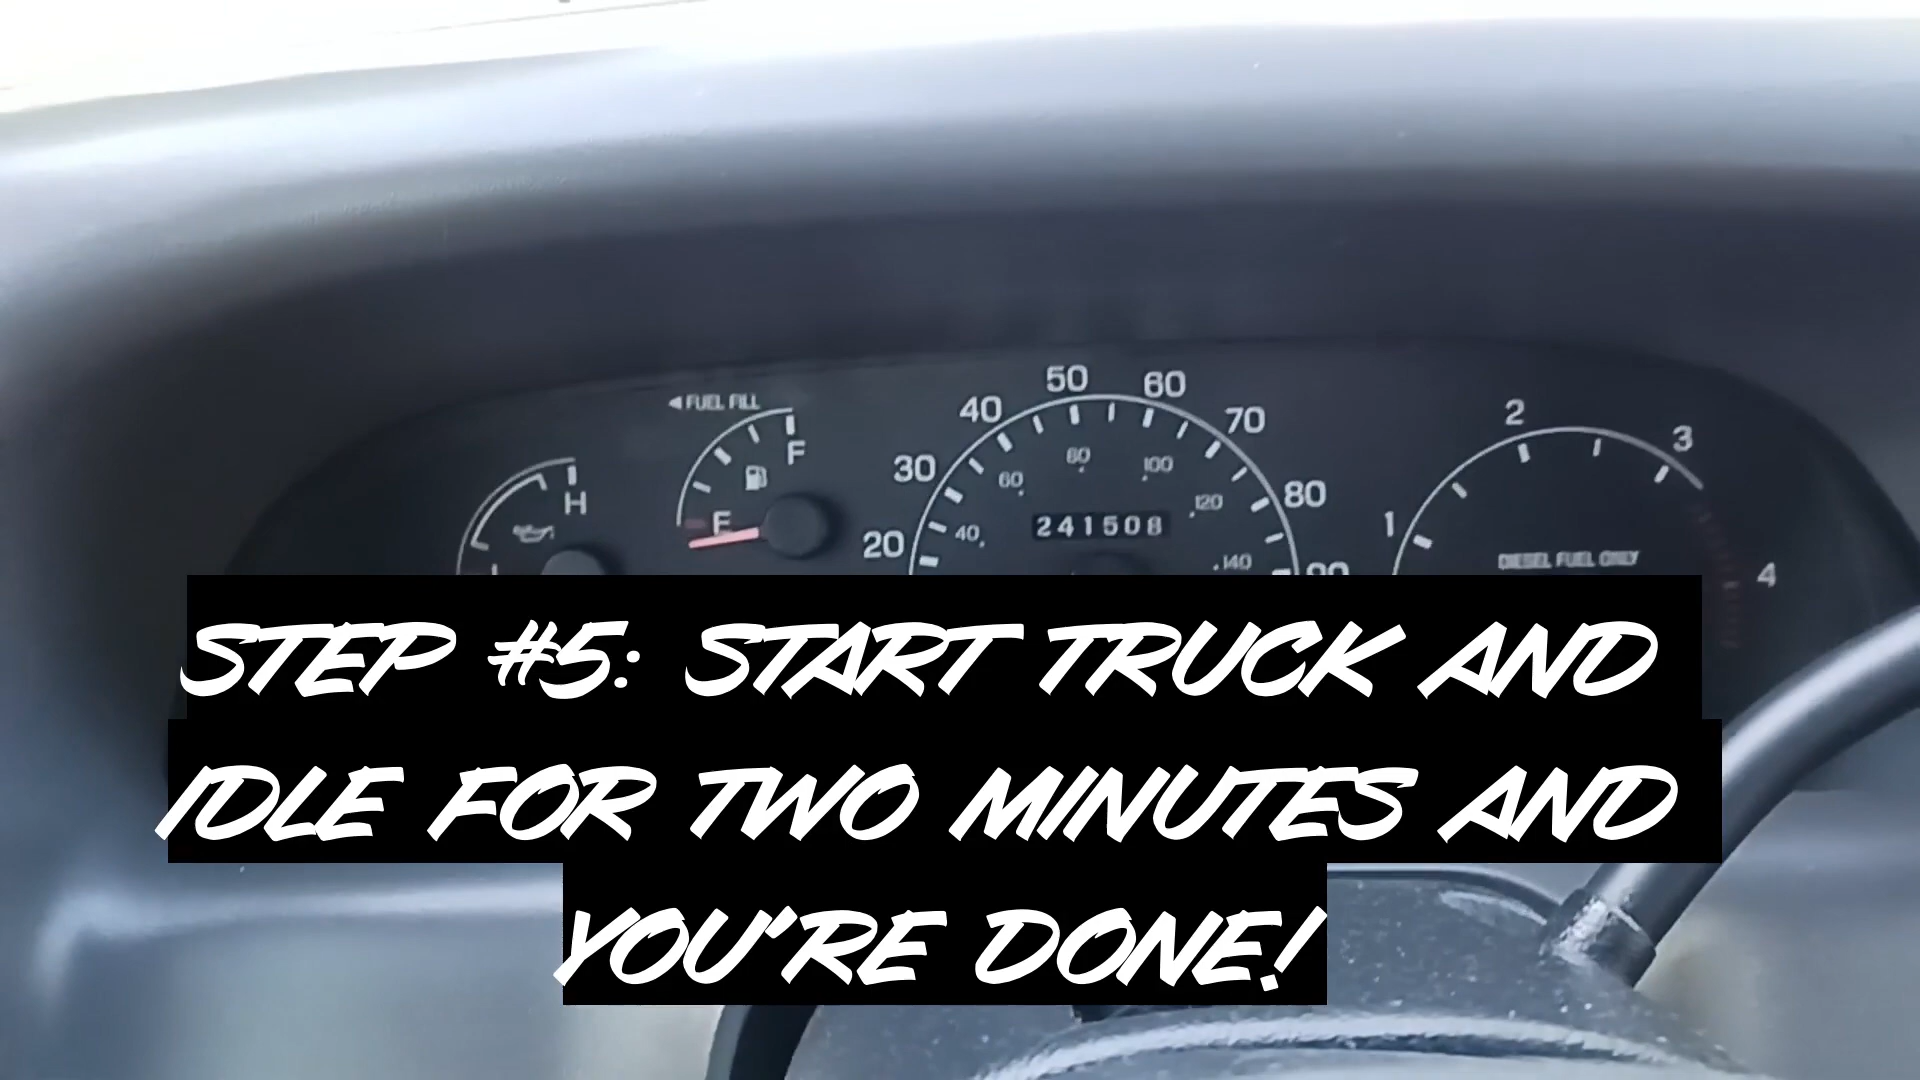 FUEL FILL
F
E
H
L
20
30
40
50
60
70
80
90
40
60
80
100
120
140
241508
1
2
3
4
DIESEL FUEL ONLY
STEP #5: START TRUCK AND
IDLE FOR TWO MINUTES AND
YOU'RE DONE!